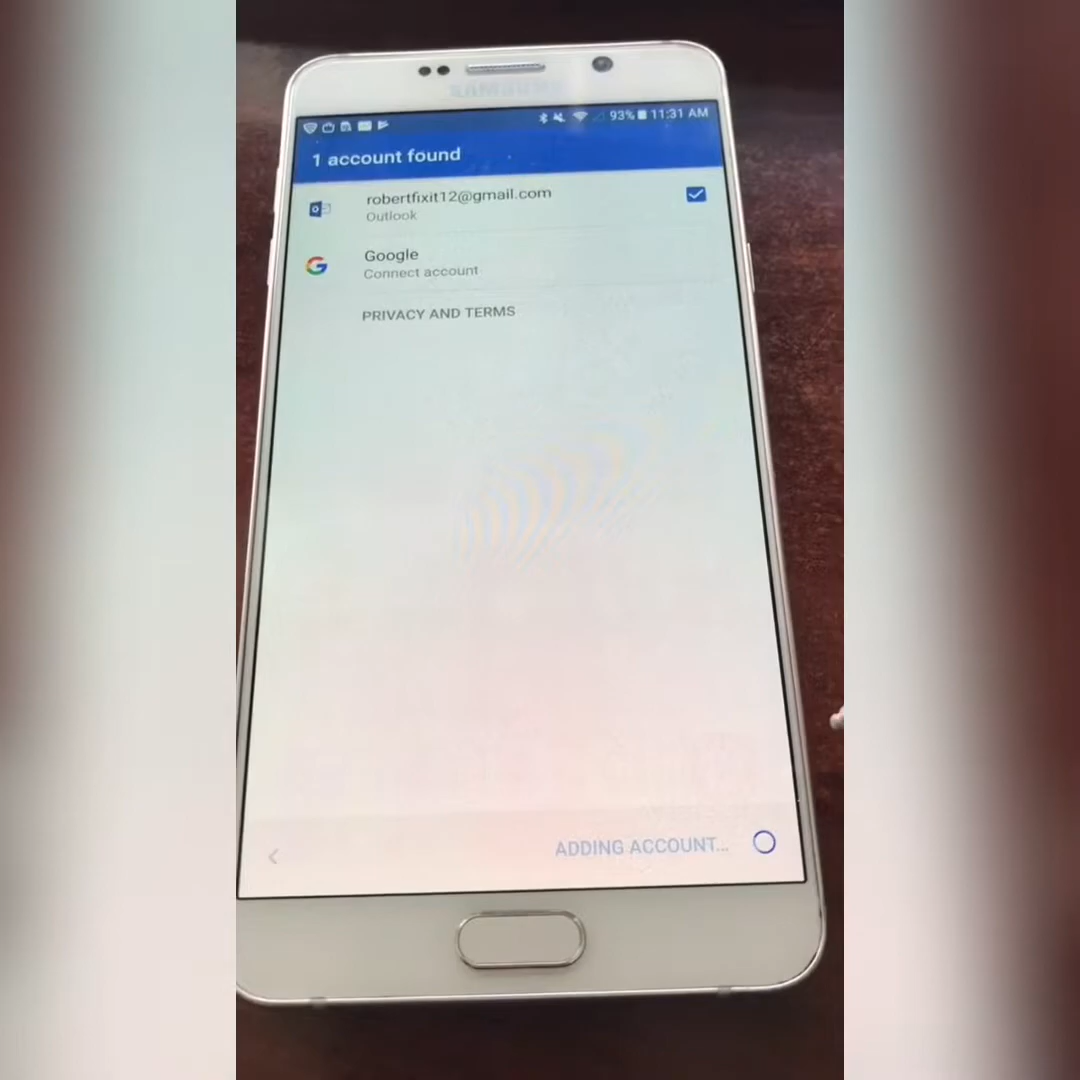 SAMSUNG
93% 11:31 AM
1 account found
robertfixit12@gmail.com
Outlook
Google
Connect account
PRIVACY AND TERMS
ADDING ACCOUNT...